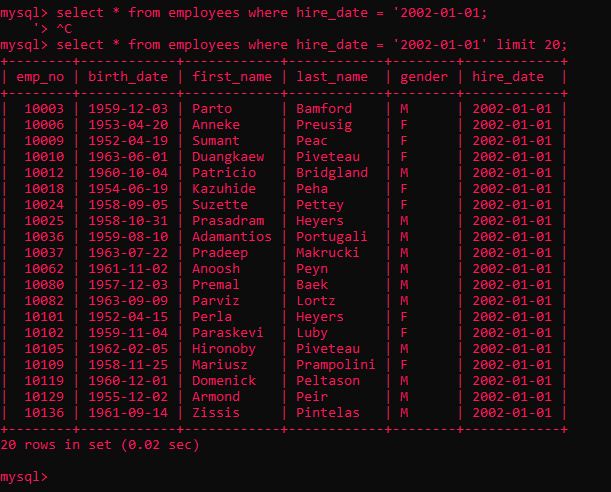 mysql> select * from employees where hire_date = '2002-01-01;
    '> ^C
mysql> select * from employees where hire_date = '2002-01-01' limit 20;
+--------+------------+------------+------------+--------+------------+
| emp_no | birth_date | first_name | last_name  | gender | hire_date  |
+--------+------------+------------+------------+--------+------------+
|  10003 | 1959-12-03 | Parto      | Bamford    | M      | 2002-01-01 |
|  10006 | 1953-04-20 | Anneke     | Preusig    | F      | 2002-01-01 |
|  10009 | 1952-04-19 | Sumant     | Peac       | F      | 2002-01-01 |
|  10010 | 1963-06-01 | Duangkaew  | Piveteau   | F      | 2002-01-01 |
|  10012 | 1960-10-04 | Patricio   | Bridgland  | M      | 2002-01-01 |
|  10018 | 1954-06-19 | Kazuhide   | Peha       | F      | 2002-01-01 |
|  10024 | 1958-09-05 | Suzette    | Pettey     | F      | 2002-01-01 |
|  10025 | 1958-10-31 | Prasadram  | Heyers     | M      | 2002-01-01 |
|  10036 | 1959-08-10 | Adamantios | Portugali  | M      | 2002-01-01 |
|  10037 | 1963-07-22 | Pradeep    | Makrucki   | M      | 2002-01-01 |
|  10062 | 1961-11-02 | Anoosh     | Peyn       | M      | 2002-01-01 |
|  10080 | 1957-12-03 | Premal     | Baek       | M      | 2002-01-01 |
|  10082 | 1963-09-09 | Parviz     | Lortz      | M      | 2002-01-01 |
|  10101 | 1952-04-15 | Perla      | Heyers     | F      | 2002-01-01 |
|  10102 | 1959-11-04 | Paraskevi  | Luby       | F      | 2002-01-01 |
|  10105 | 1962-02-05 | Hironoby   | Piveteau   | M      | 2002-01-01 |
|  10109 | 1958-11-25 | Mariusz    | Prampolini | F      | 2002-01-01 |
|  10119 | 1960-12-01 | Domenick   | Peltason   | M      | 2002-01-01 |
|  10129 | 1955-12-02 | Armond     | Peir       | M      | 2002-01-01 |
|  10136 | 1961-09-14 | Zissis     | Pintelas   | M      | 2002-01-01 |
+--------+------------+------------+------------+--------+------------+
20 rows in set (0.02 sec)
mysql>